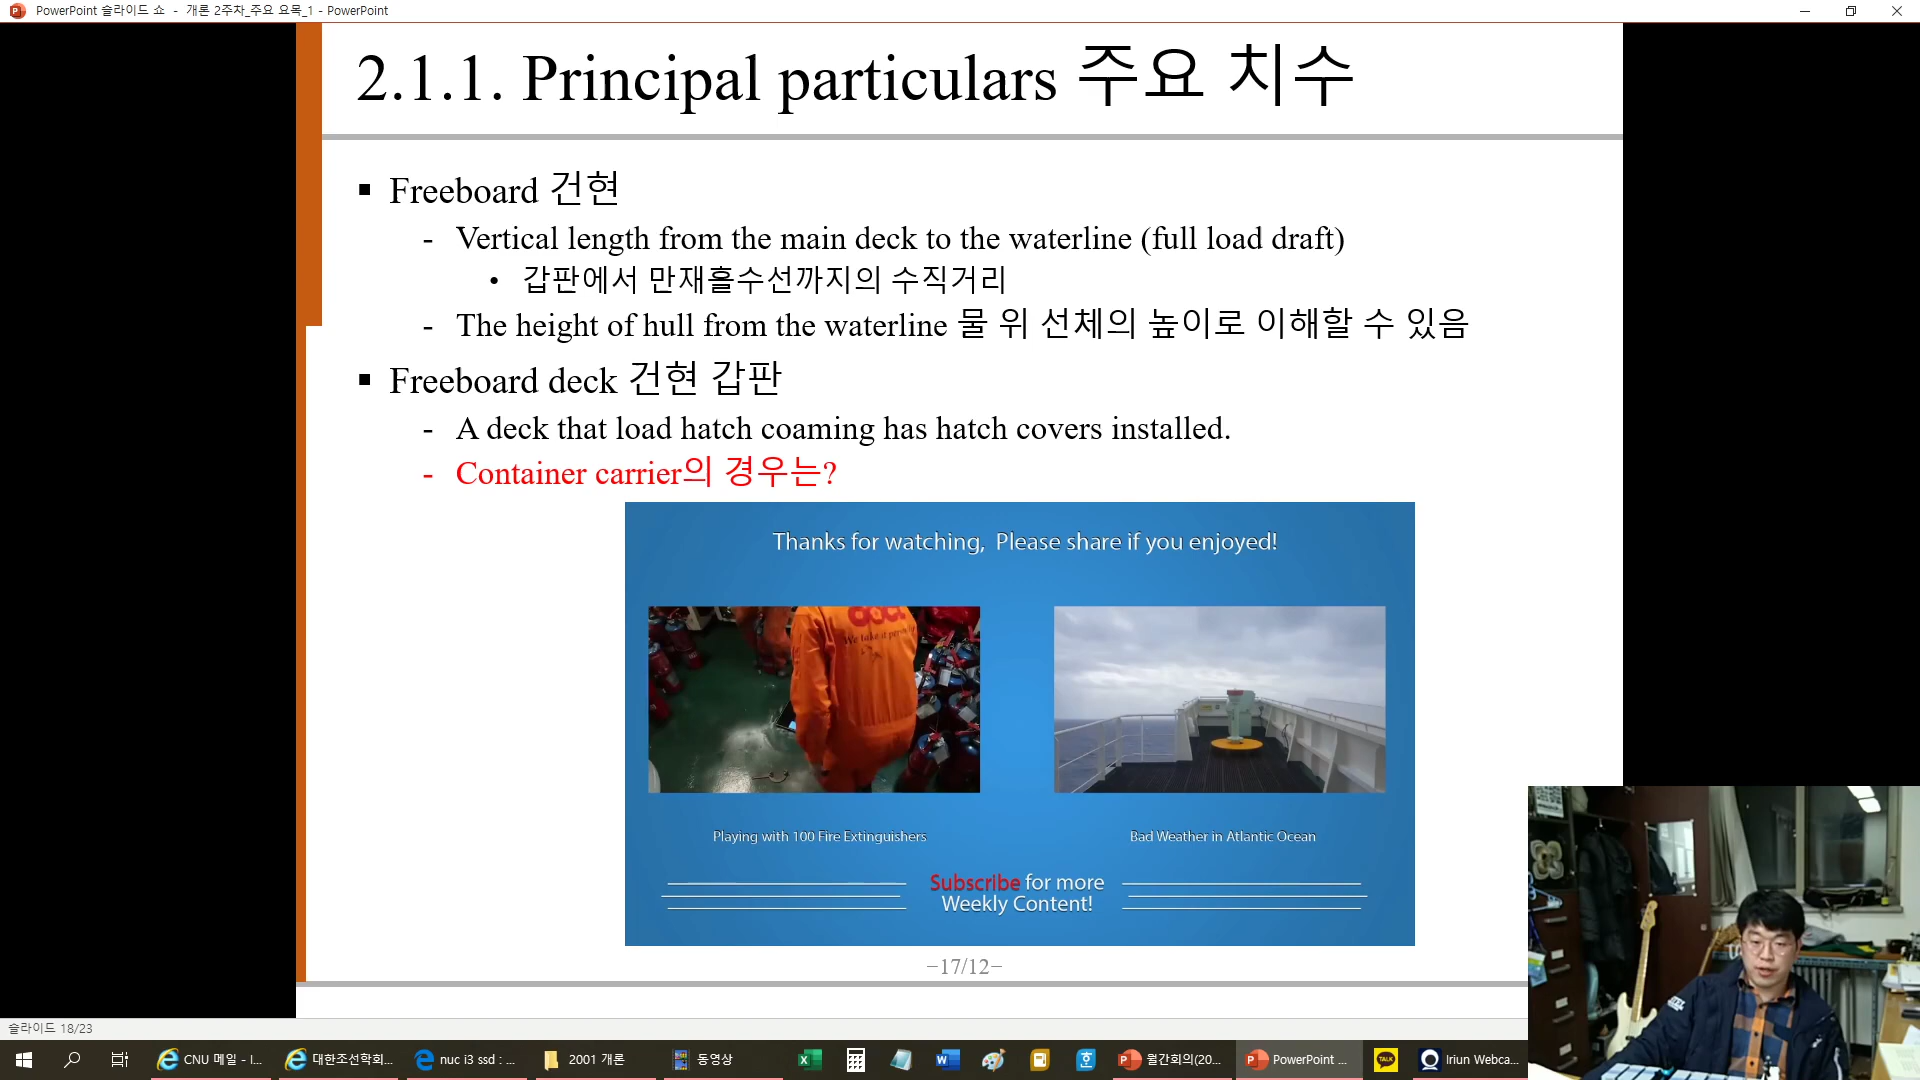 PowerPoint 슬라이드 쇼 - 개론 2주차_주요 요목_1 - PowerPoint
2.1.1. Principal particulars 주요 치수
▪ Freeboard 건현
- Vertical length from the main deck to the waterline (full load draft)
• 갑판에서 만재흘수선까지의 수직거리
- The height of hull from the waterline 물 위 선체의 높이로 이해할 수 있음
▪ Freeboard deck 건현 갑판
- A deck that load hatch coaming has hatch covers installed.
- Container carrier의 경우는?
Thanks for watching, Please share if you enjoyed!
We take it
Playing with 100 Fire Extinguishers
Bad Weather in Atlantic Ocean
Subscribe for more
Weekly Content!
−17/12−
슬라이드 18/23
CNU 메일 - I...
대한조선학회...
nuc i3 ssd : ...
2001 개론
동영상
월간회의(20...
PowerPoint ...
TALK
Iriun Webca...